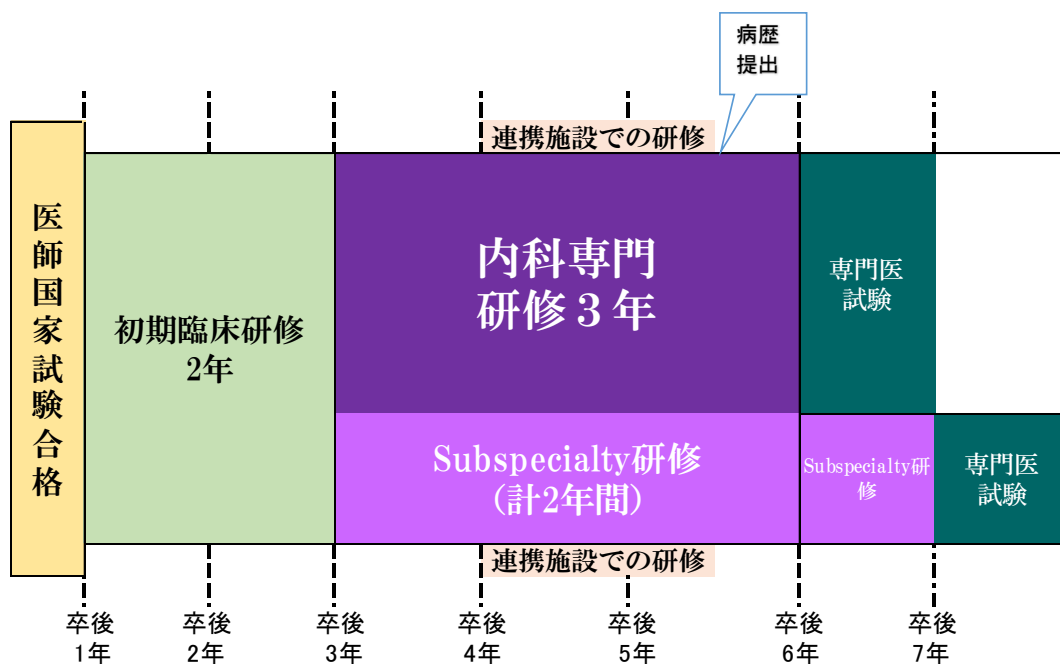 病歴
提出
連携施設での研修
医師国家試験合格
初期臨床研修
2年
内科専門
研修３年
専門医
試験
Subspecialty研修
（計2年間）
Subspecialty研
修
専門医
試験
連携施設での研修
卒後
1年
卒後
2年
卒後
3年
卒後
4年
卒後
5年
卒後
6年
卒後
7年